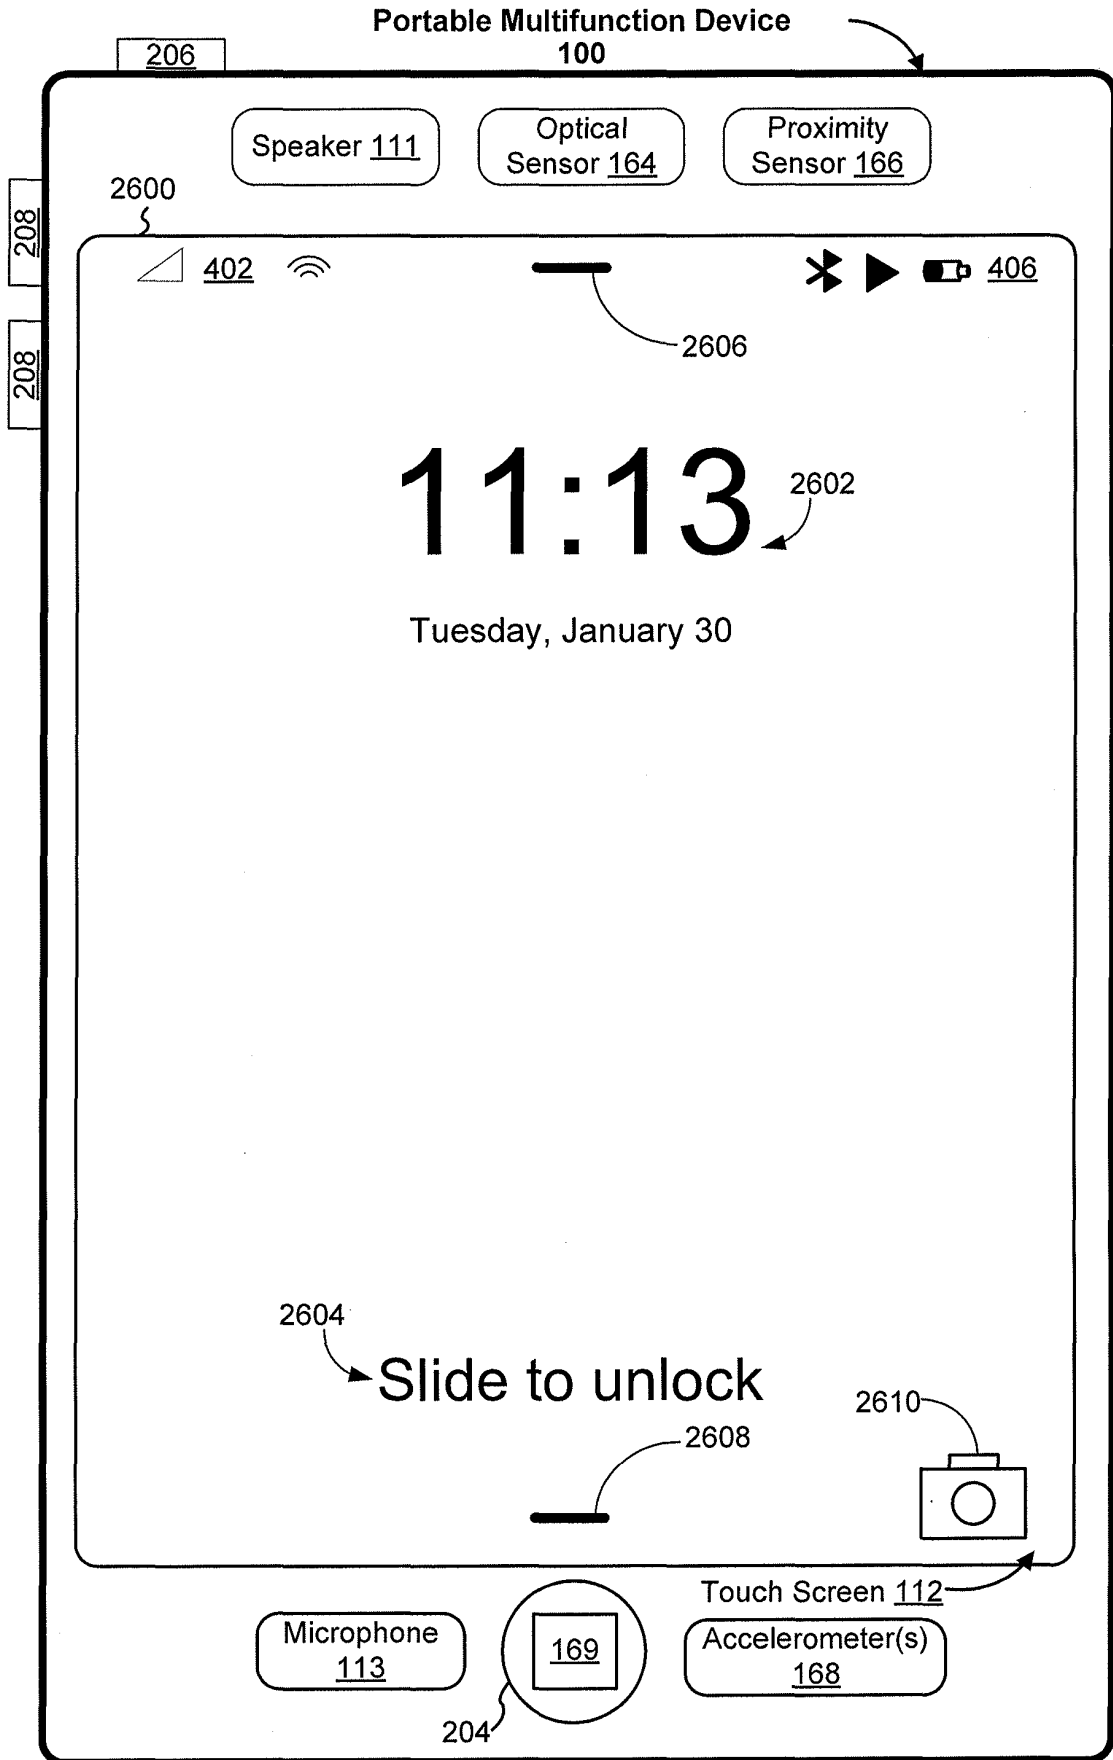 Portable Multifunction Device
100
206
Speaker 111
Optical
Sensor 164
Proximity
Sensor 166
2600
208
402
406
2606
208
11:13
2602
Tuesday, January 30
2604
Slide to unlock
2610
2608
Touch Screen 112
Microphone
113
169
Accelerometer(s)
168
204